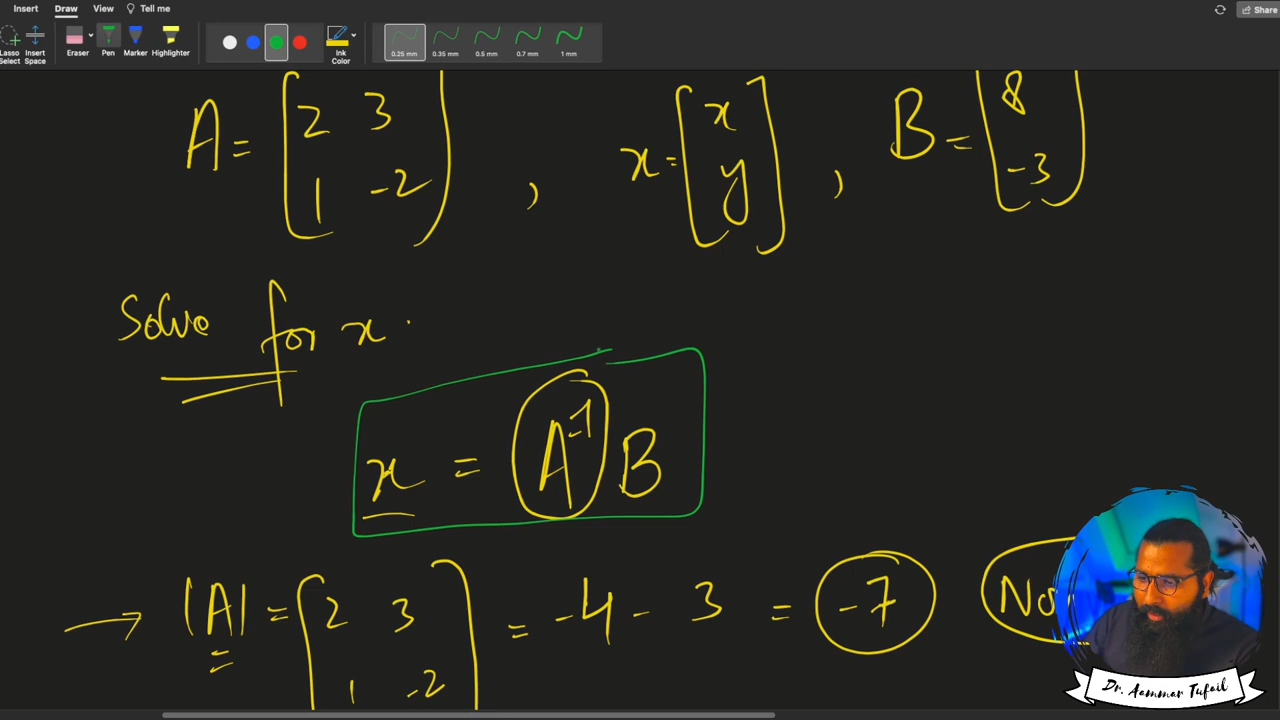 Insert Draw View Tell me Share
Lasso Select Insert Space Eraser Pen Marker Highlighter Ink Color 0.25 mm 0.35 mm 0.5 mm 0.7 mm 1 mm
A = [2 3 1 -2], x = [x y], B = [8 -3]
Solve for x.
x = A⁻¹ B
→ |A| = [2 3 1 -2] = -4 - 3 = -7
Dr. Aammar Tufail